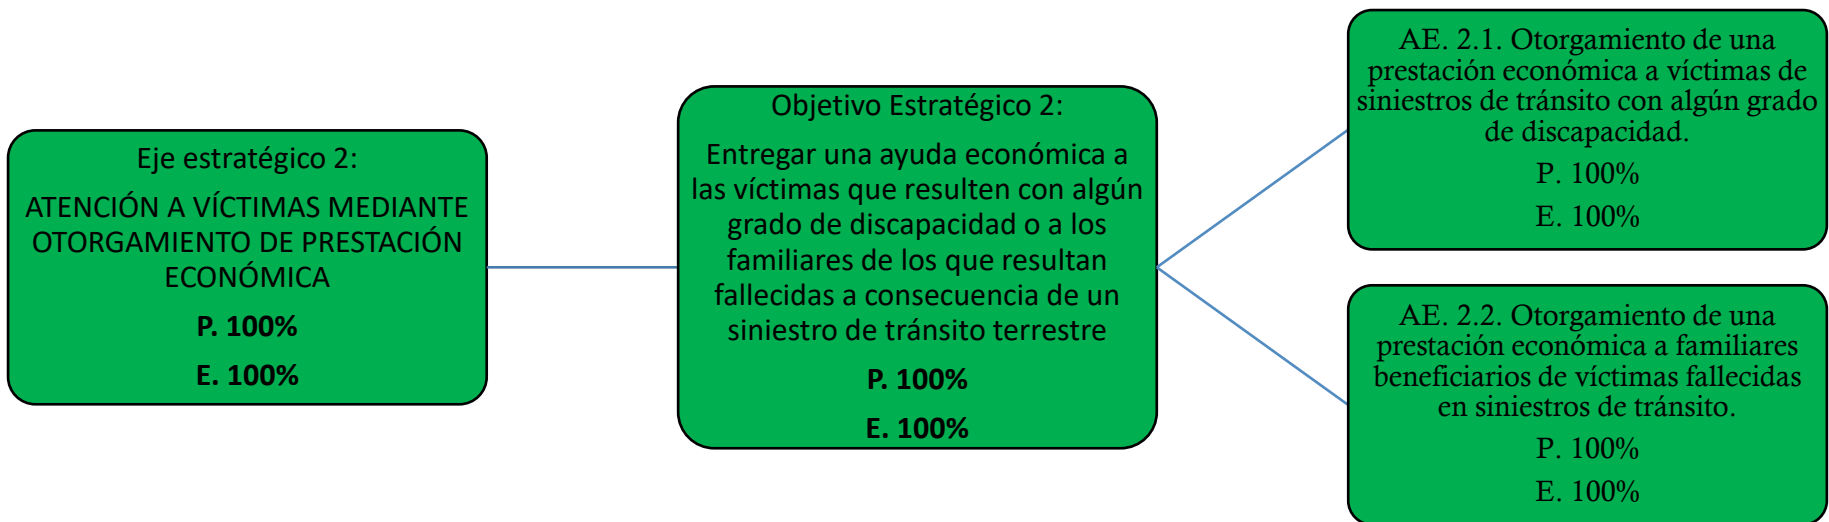 Eje estratégico 2:
ATENCIÓN A VÍCTIMAS MEDIANTE
OTORGAMIENTO DE PRESTACIÓN
ECONÓMICA
P. 100%
E. 100%
Objetivo Estratégico 2:
Entregar una ayuda económica a
las víctimas que resulten con algún
grado de discapacidad o a los
familiares de los que resultan
fallecidas a consecuencia de un
siniestro de tránsito terrestre
P. 100%
E. 100%
AE. 2.1. Otorgamiento de una
prestación económica a víctimas de
siniestros de tránsito con algún grado
de discapacidad.
P. 100%
E. 100%
AE. 2.2. Otorgamiento de una
prestación económica a familiares
beneficiarios de víctimas fallecidas
en siniestros de tránsito.
P. 100%
E. 100%